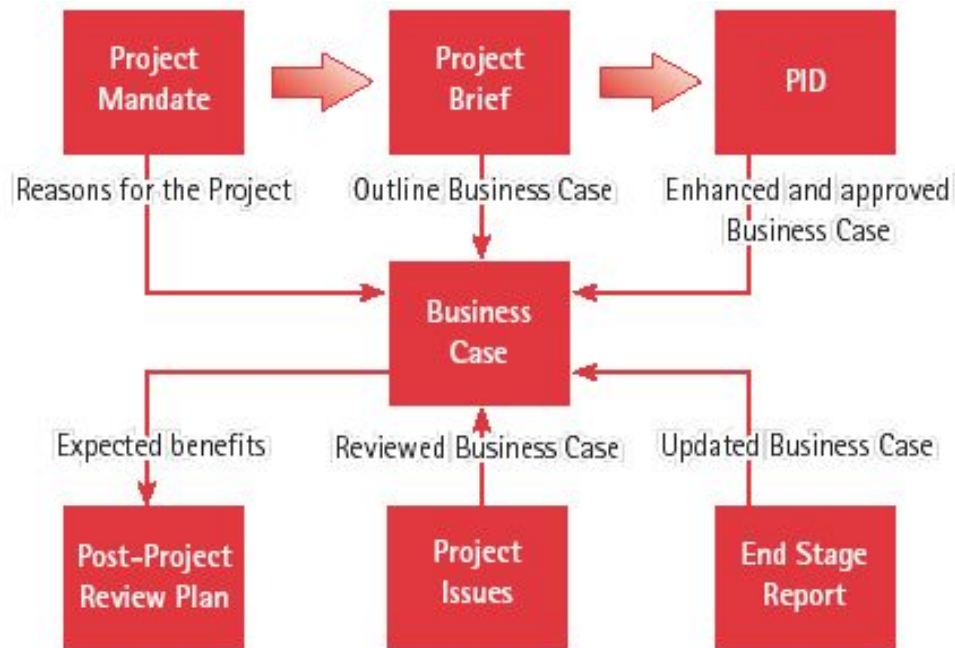 Project
Mandate
Project
Brief
PID
Reasons for the Project
Outline Business Case
Enhanced and approved
Business Case
Business
Case
Expected benefits
Reviewed Business Case
Updated Business Case
Post-Project
Review Plan
Project
Issues
End Stage
Report